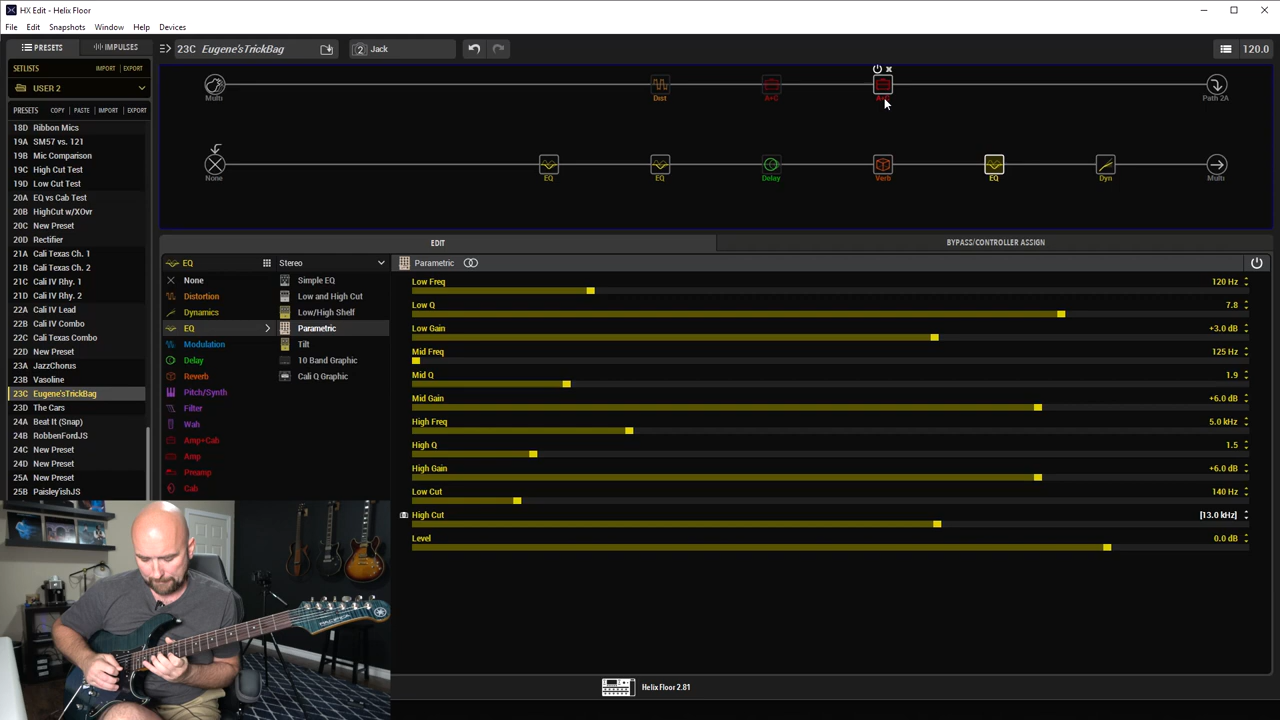 HX Edit - Helix Floor
File Edit Snapshots Window Help Devices
PRESETS IMPULSES
23C Eugene'sTrickBag
2 Jack
120.0
SETLISTS IMPORT EXPORT
USER 2
PRESETS COPY PASTE IMPORT EXPORT
18D Ribbon Mics
19A SM57 vs. 121
19B Mic Comparison
19C High Cut Test
19D Low Cut Test
20A EQ vs Cab Test
20B HighCut w/XOvr
20C New Preset
20D Rectifier
21A Cali Texas Ch. 1
21B Cali Texas Ch. 2
21C Cali IV Rhy. 1
21D Cali IV Rhy. 2
22A Cali IV Lead
22B Cali IV Combo
22C Cali Texas Combo
22D New Preset
23A JazzChorus
23B Vasoline
23C Eugene'sTrickBag
23D The Cars
24A Beat It (Snap)
24B RobbenFordJS
24C New Preset
24D New Preset
25A New Preset
25B Paisley'ishJS
Multi Dist A+C Path 2A
None EQ EQ Delay Verb EQ Dyn Multi
EDIT BYPASS/CONTROLLER ASSIGN
EQ Stereo
None
Distortion
Dynamics
EQ
Modulation
Delay
Reverb
Pitch/Synth
Filter
Wah
Amp+Cab
Amp
Preamp
Cab
Simple EQ
Low and High Cut
Low/High Shelf
Parametric
Tilt
10 Band Graphic
Cali Q Graphic
Parametric
Low Freq 120 Hz
Low Q 7.8
Low Gain +3.0 dB
Mid Freq 125 Hz
Mid Q 1.9
Mid Gain +6.0 dB
High Freq 5.0 kHz
High Q 1.5
High Gain +6.0 dB
Low Cut 140 Hz
High Cut [13.0 kHz]
Level 0.0 dB
Helix Floor 2.81